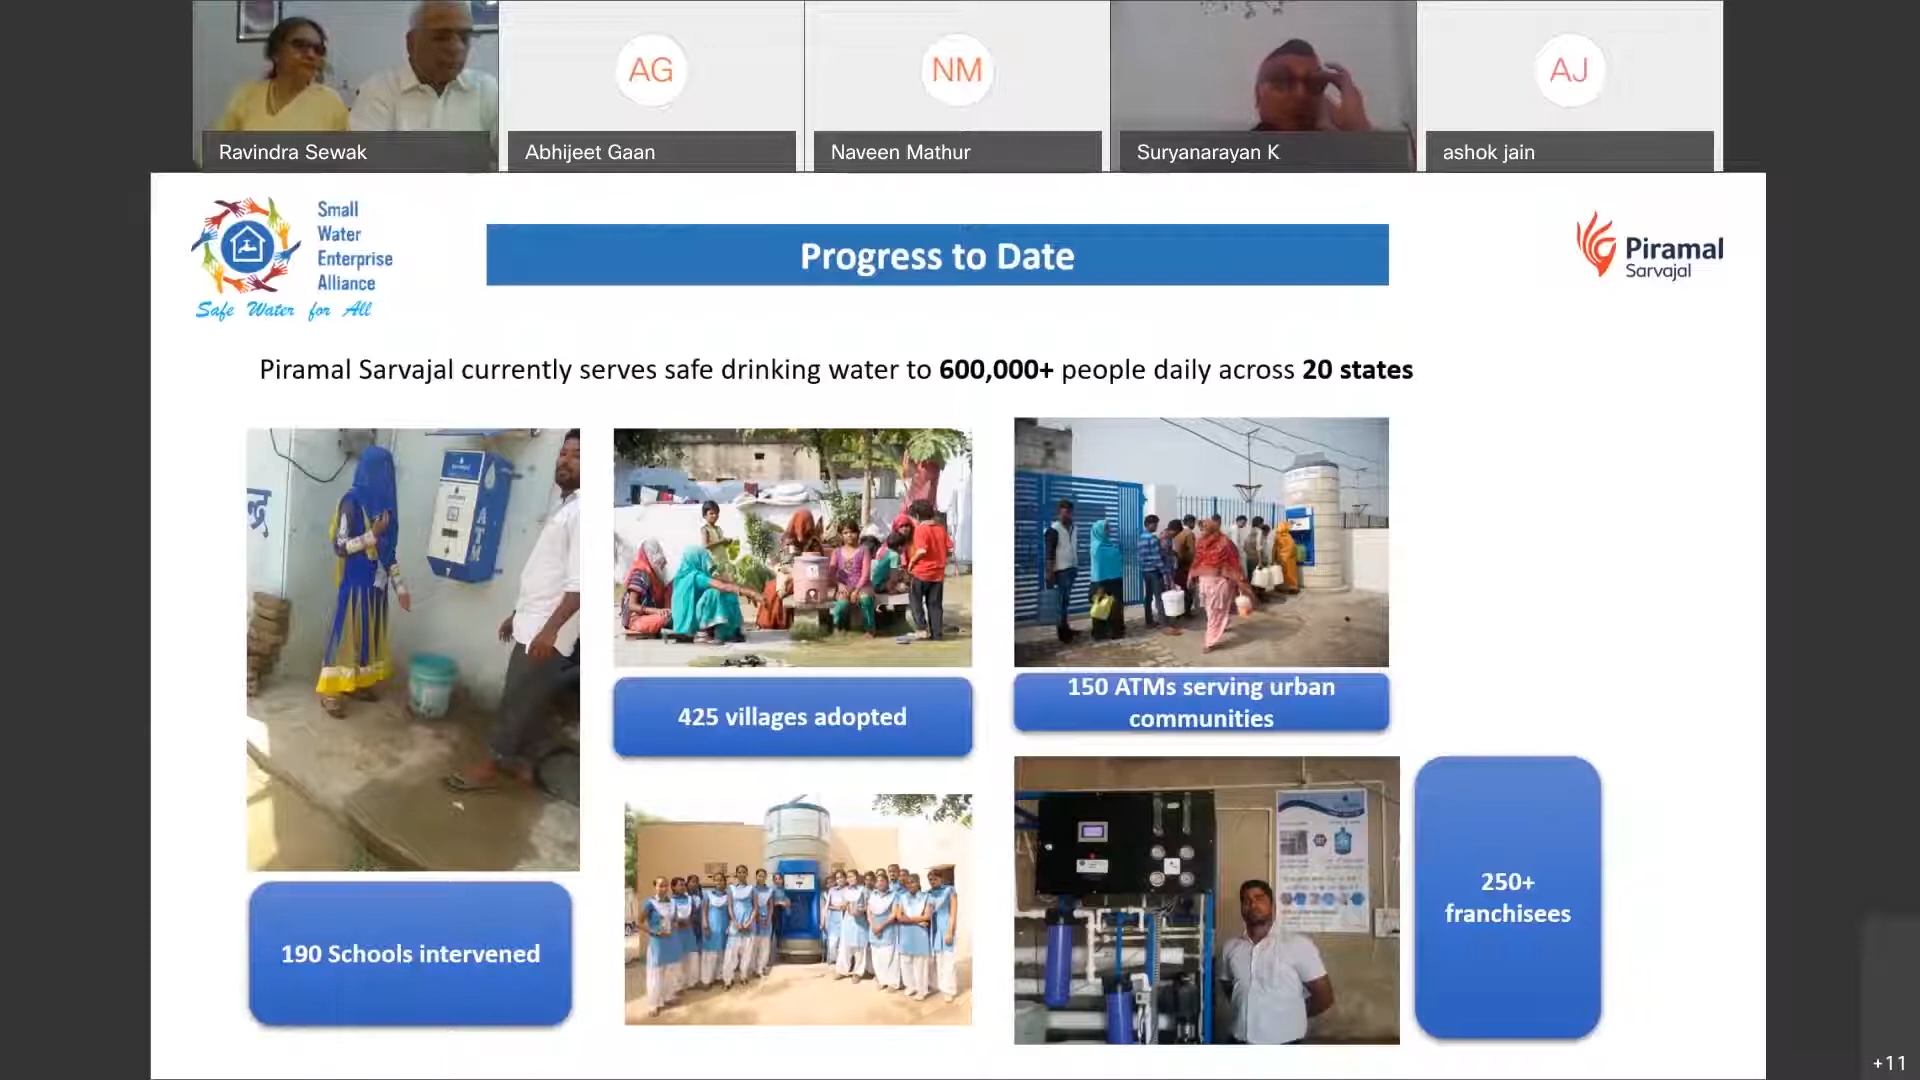 AG
NM
AJ
Ravindra Sewak
Abhijeet Gaan
Naveen Mathur
Suryanarayan K
ashok jain
Small
Water
Enterprise
Alliance
Safe Water for All
Progress to Date
Piramal
Sarvajal
Piramal Sarvajal currently serves safe drinking water to 600,000+ people daily across 20 states
ATM
425 villages adopted
150 ATMs serving urban
communities
190 Schools intervened
250+
franchisees
+11